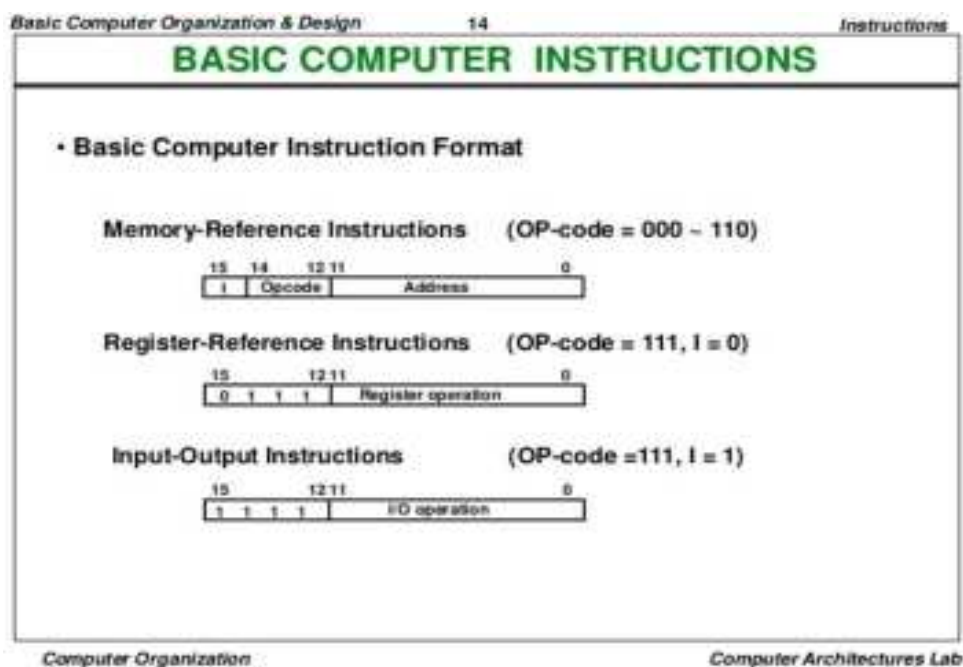 Basic Computer Organization & Design 14 Instructions
BASIC COMPUTER INSTRUCTIONS
• Basic Computer Instruction Format
Memory-Reference Instructions (OP-code = 000 ~ 110)
15 14 12 11 0
I Opcode Address
Register-Reference Instructions (OP-code = 111, I = 0)
15 12 11 0
0 1 1 1 Register operation
Input-Output Instructions (OP-code =111, I = 1)
15 12 11 0
1 1 1 1 I/O operation
Computer Organization Computer Architectures Lab